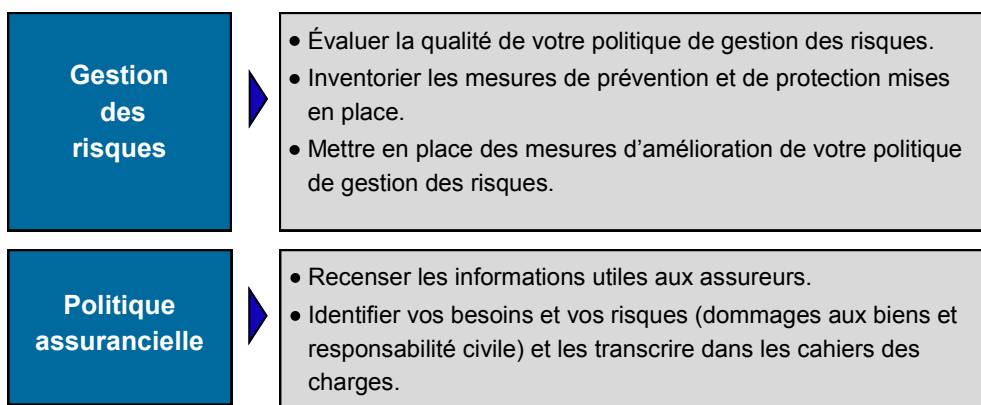 Gestion
des
risques
• Évaluer la qualité de votre politique de gestion des risques.
• Inventorier les mesures de prévention et de protection mises
en place.
• Mettre en place des mesures d’amélioration de votre politique
de gestion des risques.
Politique
assurancielle
• Recenser les informations utiles aux assureurs.
• Identifier vos besoins et vos risques (dommages aux biens et
responsabilité civile) et les transcrire dans les cahiers des
charges.